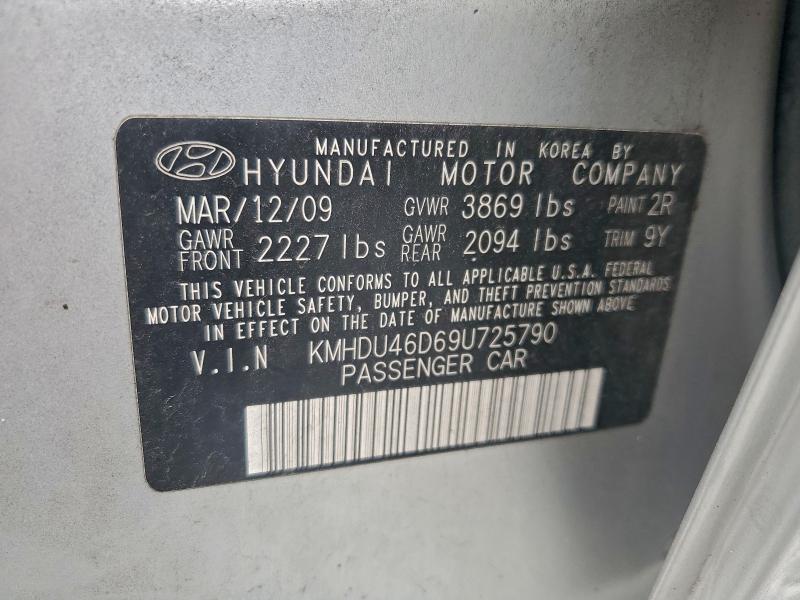 MANUFACTURED IN KOREA BY
HYUNDAI MOTOR COMPANY
MAR/12/09 GVWR 3869 lbs PAINT 2R
GAWR FRONT 2227 lbs GAWR REAR 2094 lbs TRIM 9Y
THIS VEHICLE CONFORMS TO ALL APPLICABLE U.S.A. FEDERAL
MOTOR VEHICLE SAFETY, BUMPER, AND THEFT PREVENTION STANDARDS
IN EFFECT ON THE DATE OF MANUFACTURE SHOWN ABOVE
V.I.N KMHDU46D69U725790
PASSENGER CAR